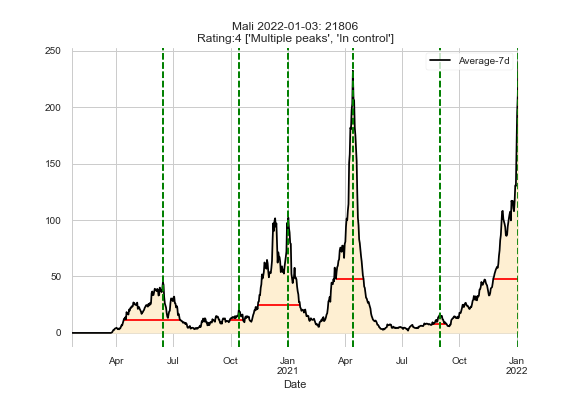 Mali 2022-01-03: 21806
Rating:4 ['Multiple peaks', 'In control']
Average-7d
250
200
150
100
50
0
Apr Jul Oct Jan Apr Jul Oct Jan
2021 2022
Date